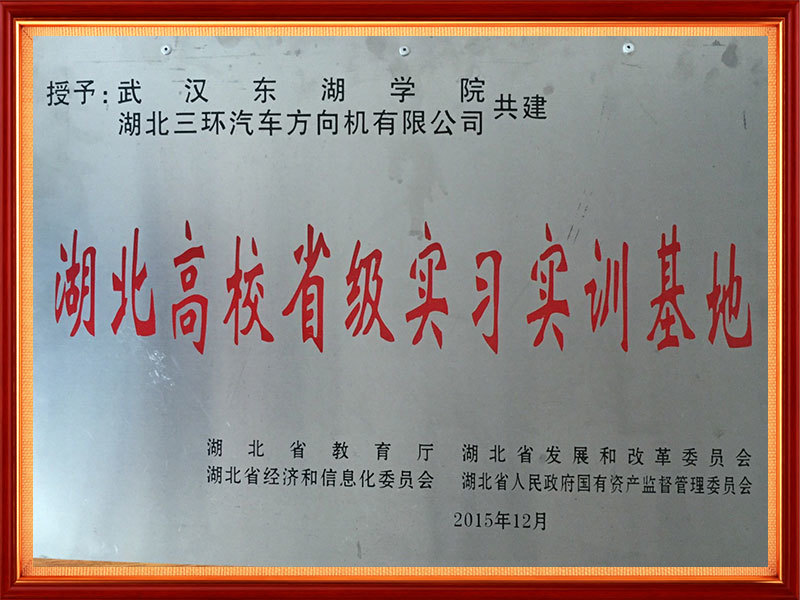 授予：武汉东湖学院
湖北三环汽车方向机有限公司 共建
湖北高校省级实习实训基地
湖北省教育厅 湖北省发展和改革委员会
湖北省经济和信息化委员会 湖北省人民政府国有资产监督管理委员会
2015年12月